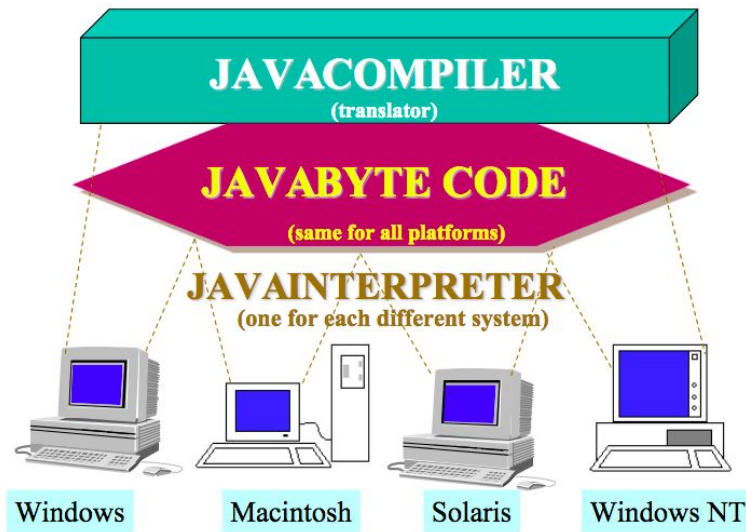 JAVACOMPILER
(translator)
JAVABYTE CODE
(same for all platforms)
JAVAINTERPRETER
(one for each different system)
Windows Macintosh Solaris Windows NT